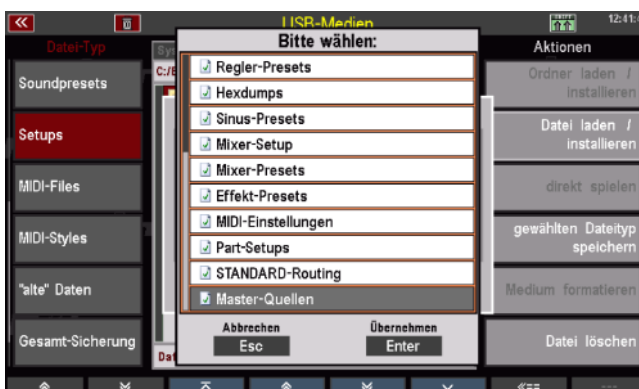 USB-Medien
12:41:
Datei-Typ
Bitte wählen:
Aktionen
C:/
Soundpresets
Setups
MIDI-Files
MIDI-Styles
"alte" Daten
Gesamt-Sicherung
Regler-Presets
Hexdumps
Sinus-Presets
Mixer-Setup
Mixer-Presets
Effekt-Presets
MIDI-Einstellungen
Part-Setups
STANDARD-Routing
Master-Quellen
Abbrechen
Esc
Übernehmen
Enter
Ordner laden /
installieren
Datei laden /
installieren
direkt spielen
gewählten Dateityp
speichern
Medium formatieren
Datei löschen
Dat